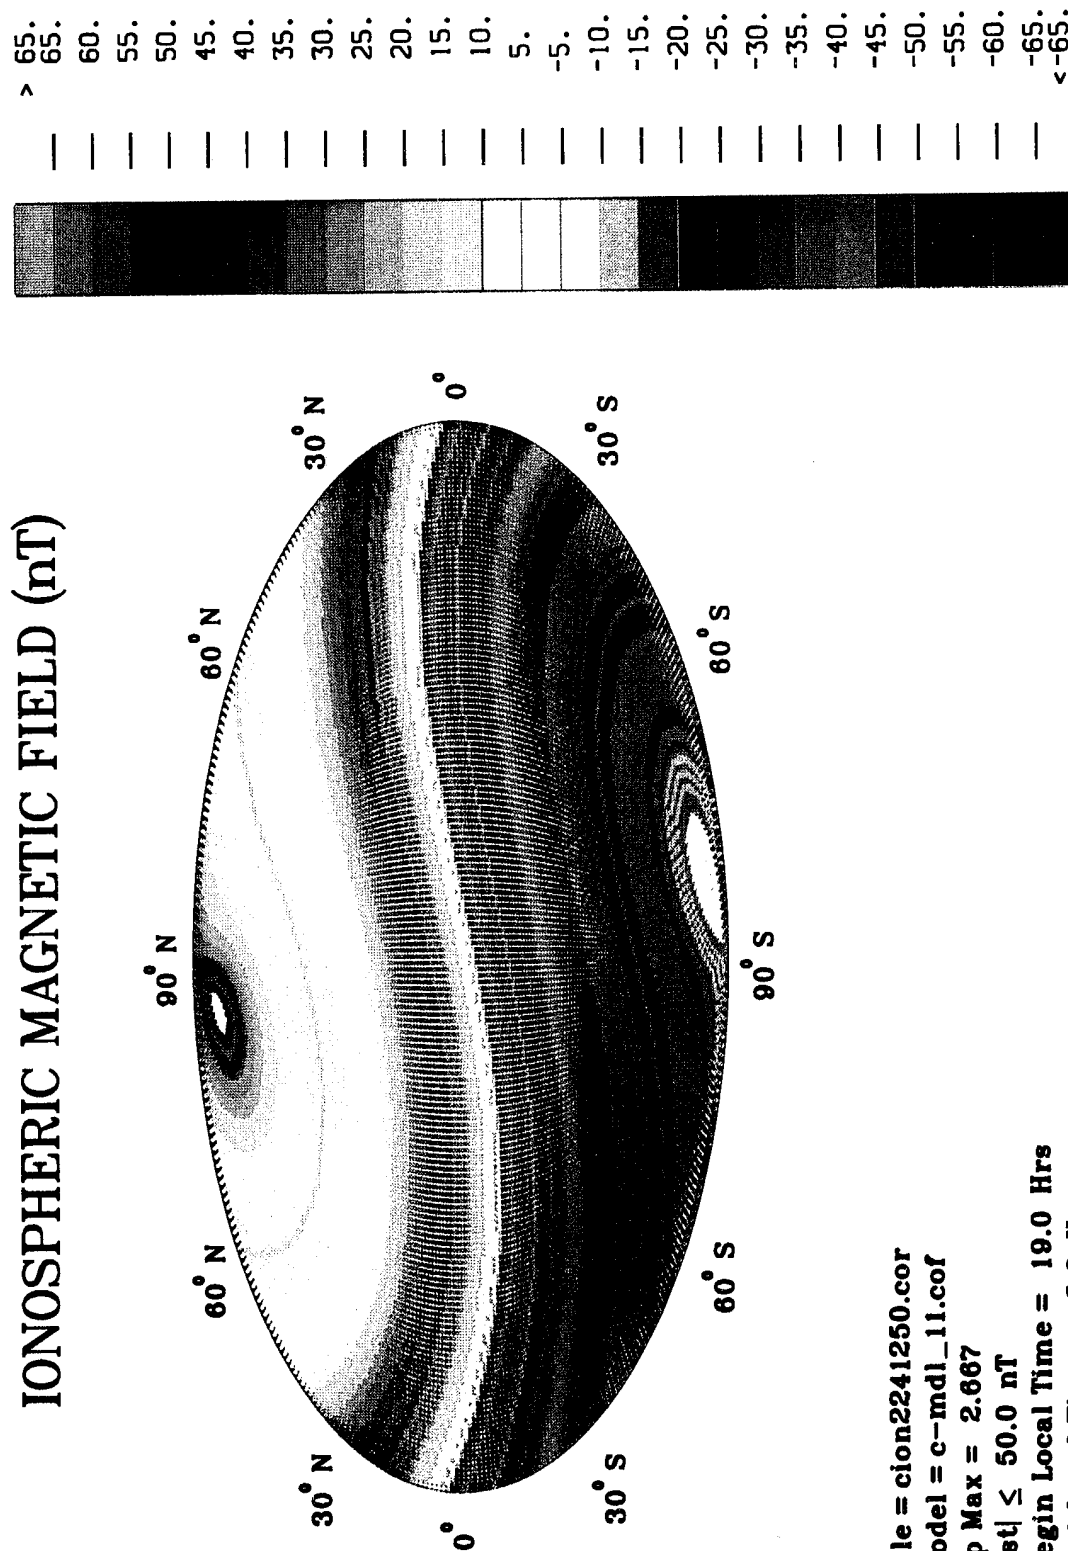 IONOSPHERIC MAGNETIC FIELD (nT)
90° N
60° N
60° N
30° N
30° N
0°
0°
30° S
30° S
60° S
60° S
90° S
> 65.
65.
60.
55.
50.
45.
40.
35.
30.
25.
20.
15.
10.
5.
-5.
-10.
-15.
-20.
-25.
-30.
-35.
-40.
-45.
-50.
-55.
-60.
-65.
<-65.
le = cion2241250.cor
odel = c-mdl_11.cof
p Max = 2.667
st| ≤ 50.0 nT
egin Local Time = 19.0 Hrs